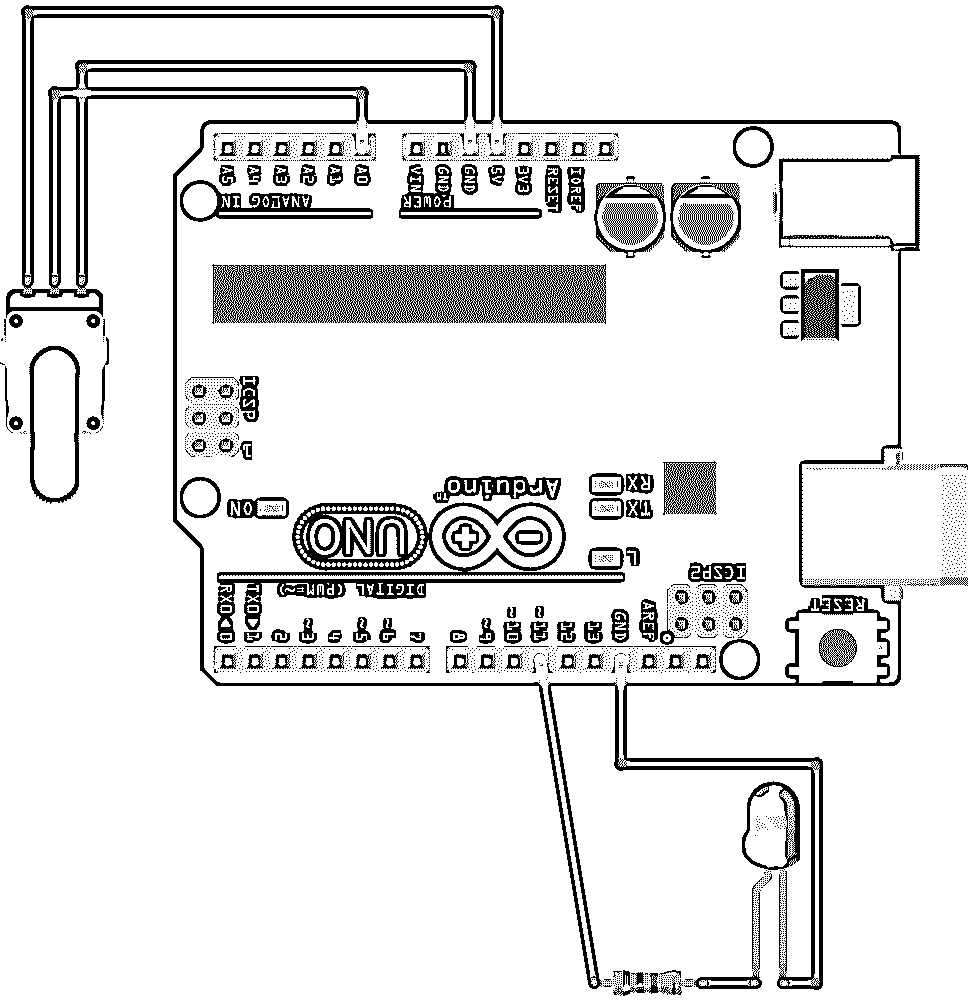 A5 A4 A3 A2 A1 A0 VIN GND GND 5V 3V3 RESET IOREF
ANALOG IN POWER
ICSP
1
Arduino™
RX
TX
ON
UNO
L
ICSP2
DIGITAL (PWM=~)
RX0◄0 TX0►1 2 ~3 4 ~5 ~6 7 8 ~9 ~10 ~11 12 13 GND AREF
RESET